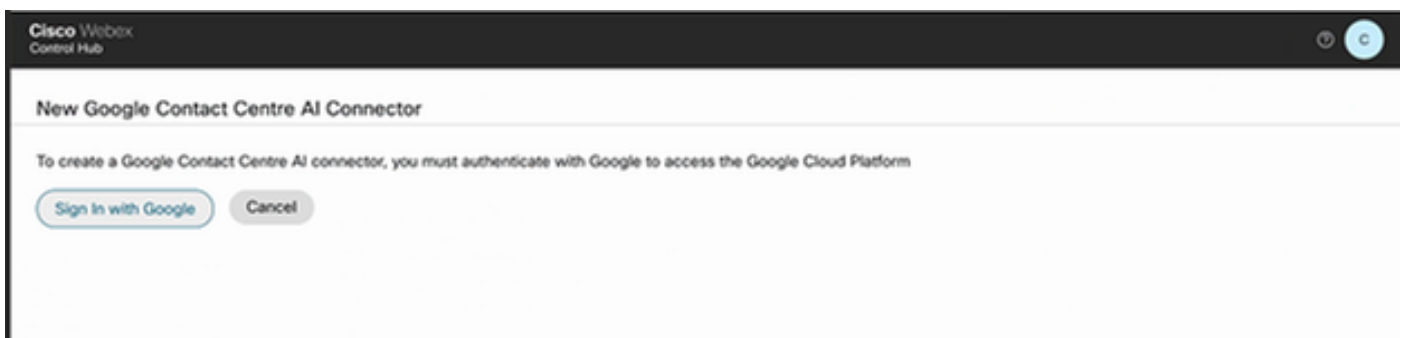 Cisco Webex
Control Hub
C
New Google Contact Centre AI Connector
To create a Google Contact Centre AI connector, you must authenticate with Google to access the Google Cloud Platform
Sign In with Google
Cancel